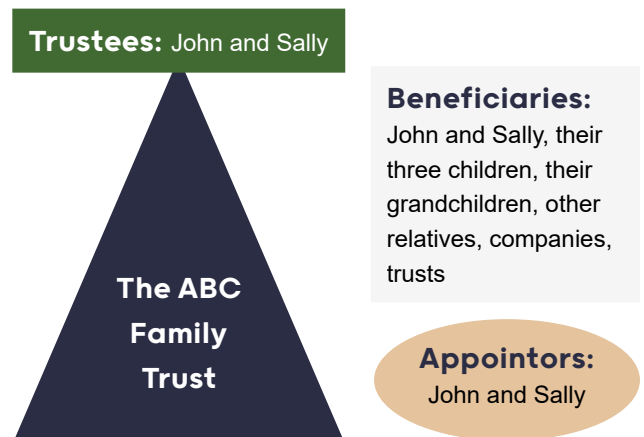 Trustees: John and Sally
The ABC
Family
Trust
Beneficiaries:
John and Sally, their
three children, their
grandchildren, other
relatives, companies,
trusts
Appointors:
John and Sally